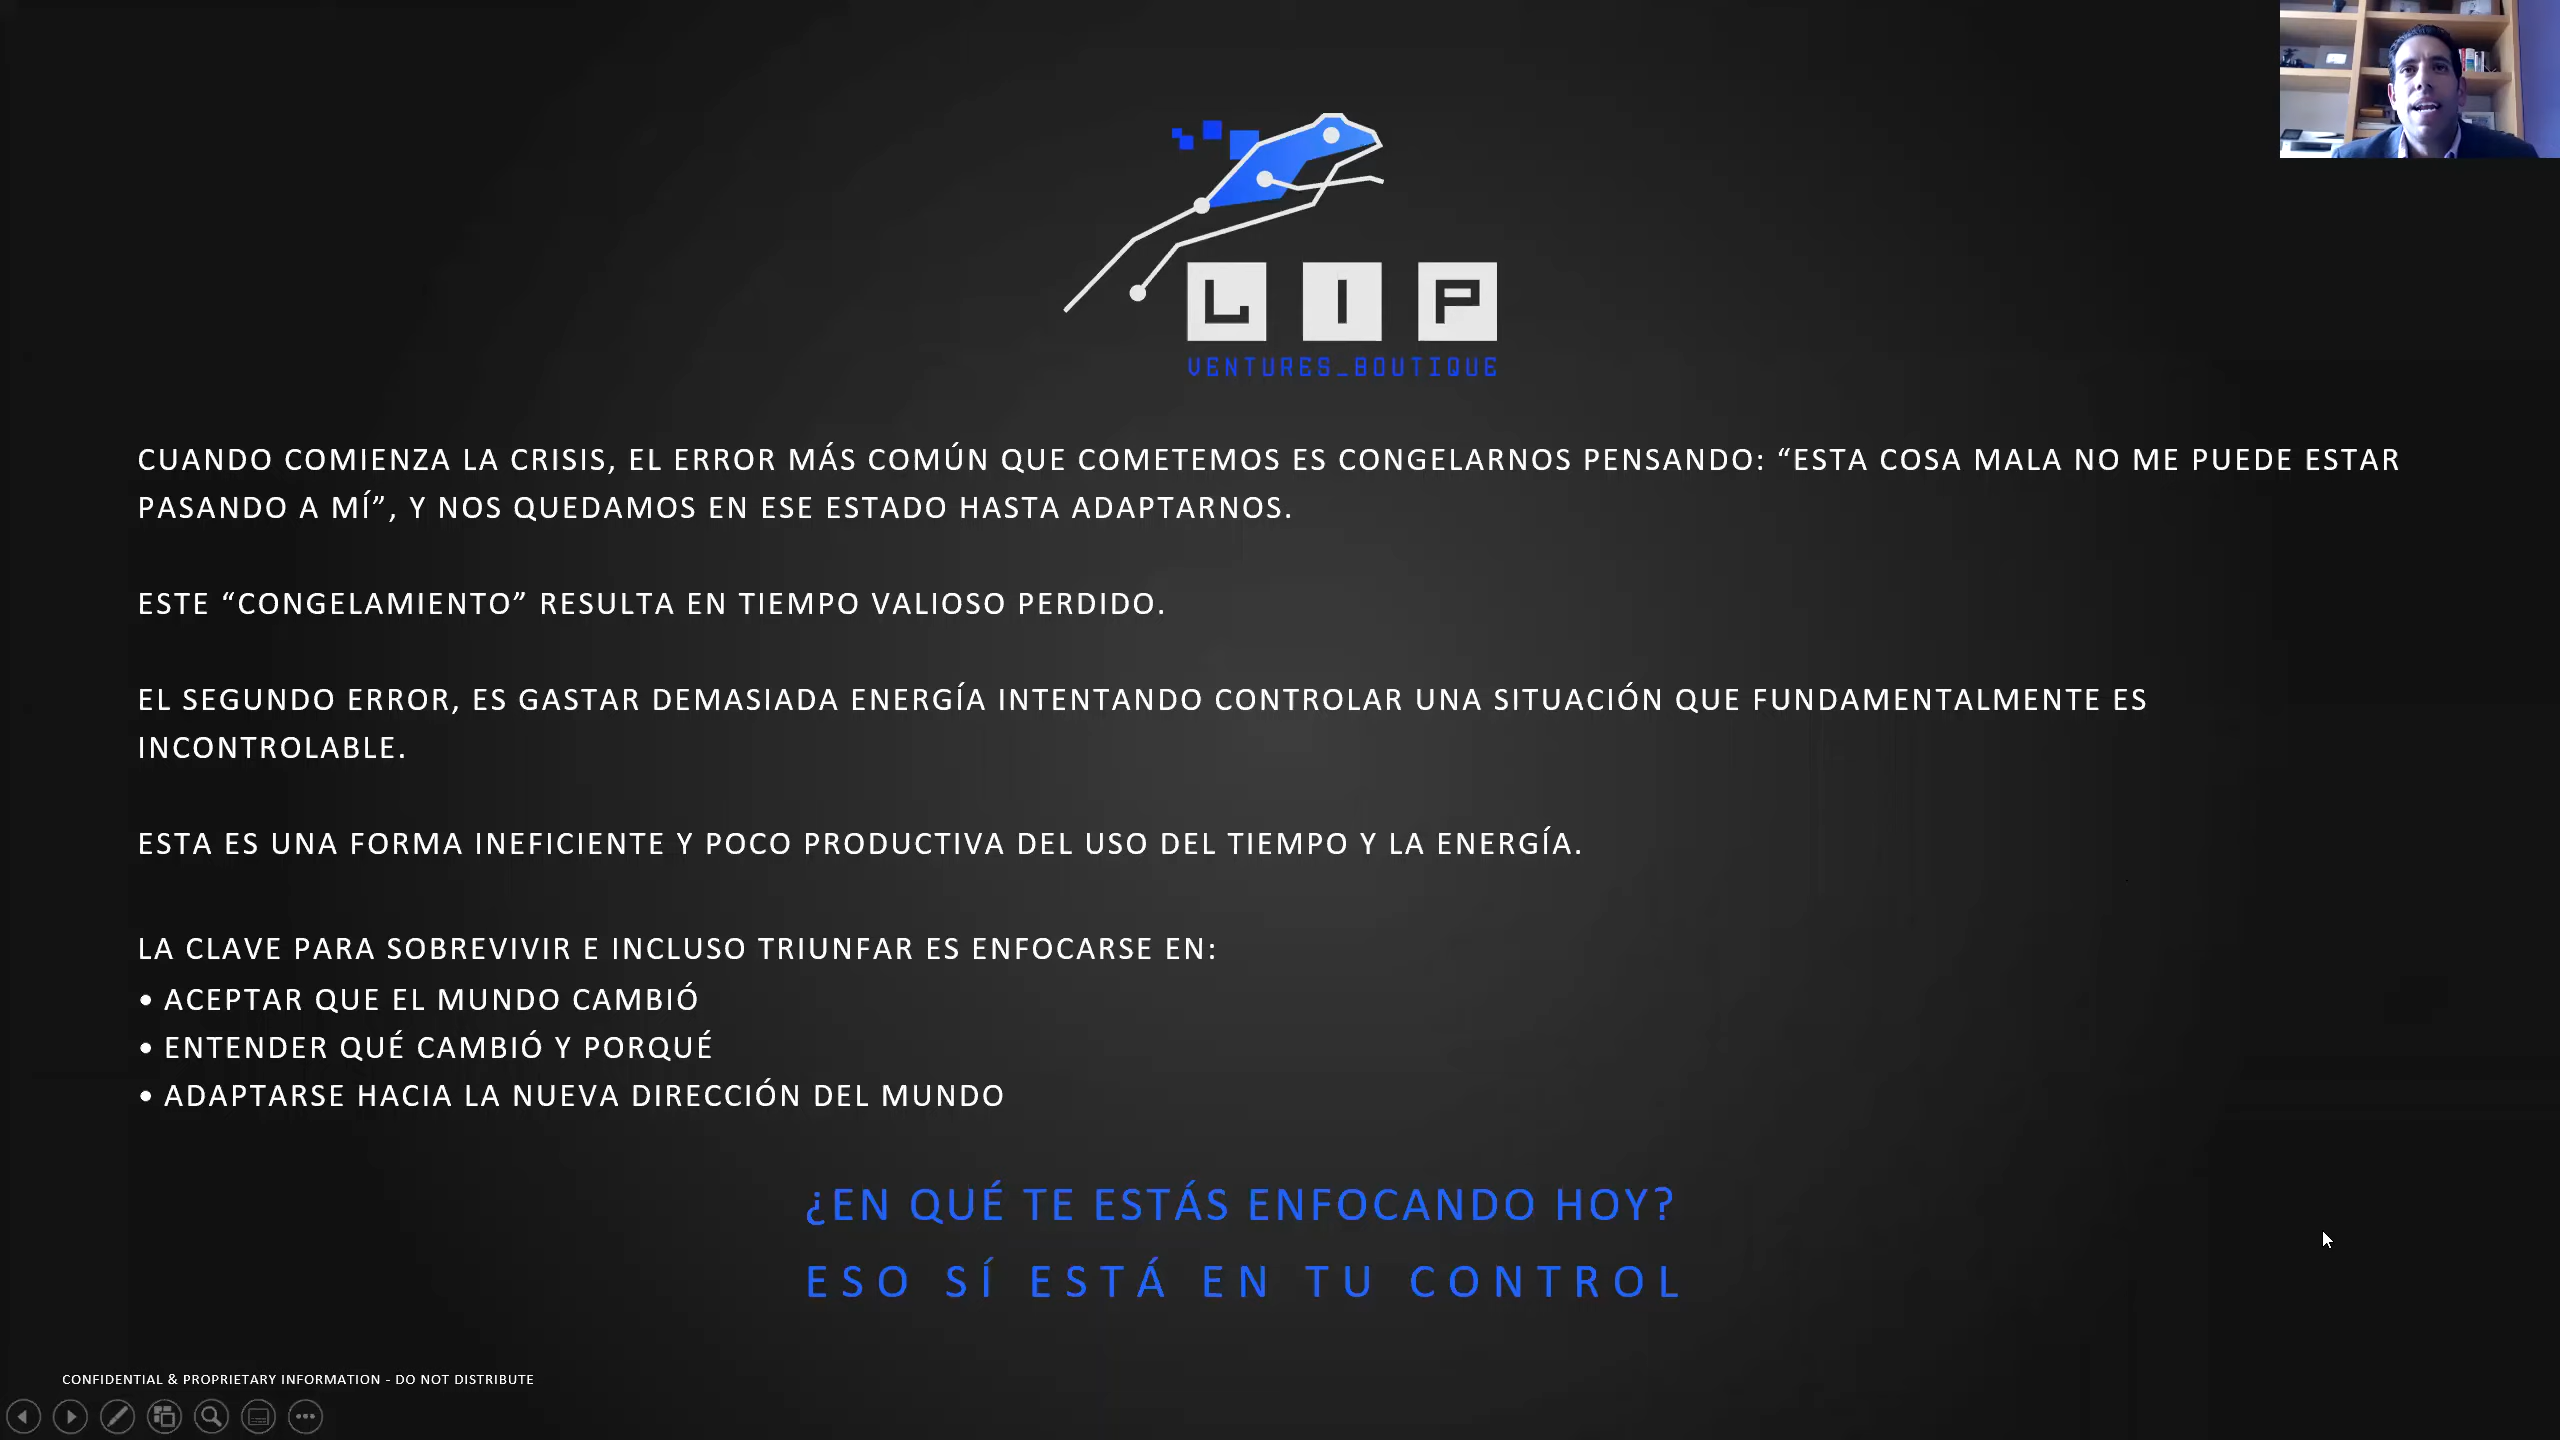 LIP
VENTURES_BOUTIQUE
CUANDO COMIENZA LA CRISIS, EL ERROR MÁS COMÚN QUE COMETEMOS ES CONGELARNOS PENSANDO: “ESTA COSA MALA NO ME PUEDE ESTAR
PASANDO A MÍ”, Y NOS QUEDAMOS EN ESE ESTADO HASTA ADAPTARNOS.
ESTE “CONGELAMIENTO” RESULTA EN TIEMPO VALIOSO PERDIDO.
EL SEGUNDO ERROR, ES GASTAR DEMASIADA ENERGÍA INTENTANDO CONTROLAR UNA SITUACIÓN QUE FUNDAMENTALMENTE ES
INCONTROLABLE.
ESTA ES UNA FORMA INEFICIENTE Y POCO PRODUCTIVA DEL USO DEL TIEMPO Y LA ENERGÍA.
LA CLAVE PARA SOBREVIVIR E INCLUSO TRIUNFAR ES ENFOCARSE EN:
• ACEPTAR QUE EL MUNDO CAMBIÓ
• ENTENDER QUÉ CAMBIÓ Y PORQUÉ
• ADAPTARSE HACIA LA NUEVA DIRECCIÓN DEL MUNDO
¿EN QUÉ TE ESTÁS ENFOCANDO HOY?
ESO SÍ ESTÁ EN TU CONTROL
CONFIDENTIAL & PROPRIETARY INFORMATION - DO NOT DISTRIBUTE